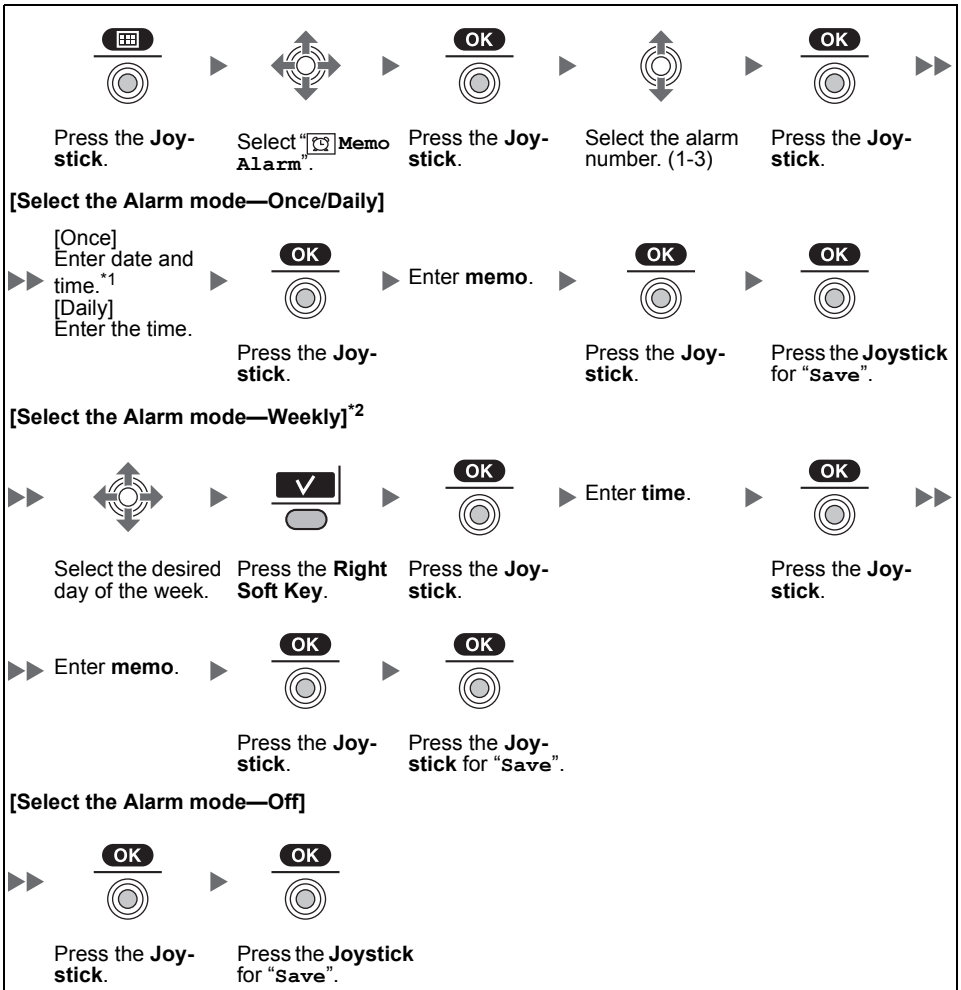 OK
OK
Press the Joy-
stick.
Select “Memo
Alarm”.
Press the Joy-
stick.
Select the alarm
number. (1-3)
Press the Joy-
stick.
[Select the Alarm mode—Once/Daily]
[Once]
Enter date and
time.*1
[Daily]
Enter the time.
OK
Press the Joy-
stick.
Enter memo.
OK
Press the Joy-
stick.
OK
Press the Joystick
for “Save”.
[Select the Alarm mode—Weekly]*2
Select the desired
day of the week.
Press the Right
Soft Key.
OK
Press the Joy-
stick.
Enter time.
OK
Press the Joy-
stick.
Enter memo.
OK
Press the Joy-
stick.
OK
Press the Joy-
stick for “Save”.
[Select the Alarm mode—Off]
OK
Press the Joy-
stick.
OK
Press the Joystick
for “Save”.